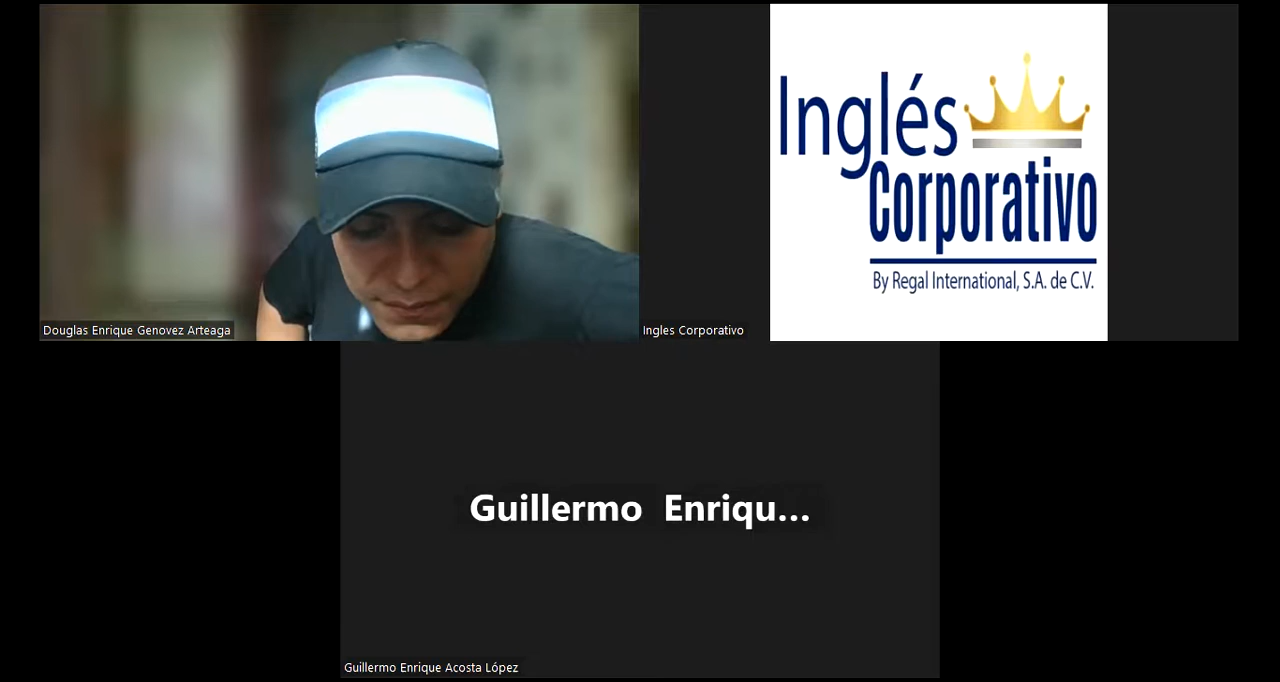 Douglas Enrique Genovez Arteaga
Inglés
Corporativo
By Regal International, S.A. de C.V.
Ingles Corporativo
Guillermo Enriqu...
Guillermo Enrique Acosta López